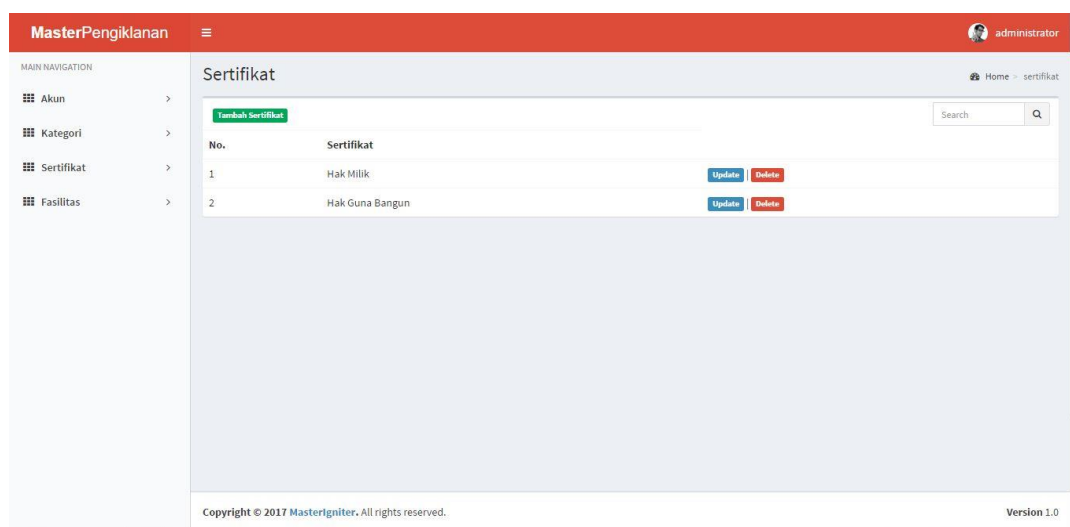 MasterPengiklanan
administrator
MAIN NAVIGATION
Akun
Kategori
Sertifikat
Fasilitas
Sertifikat
Home > sertifikat
Tambah Sertifikat
Search
No. Sertifikat
1 Hak Milik Update | Delete
2 Hak Guna Bangun Update | Delete
Copyright © 2017 MasterIgniter. All rights reserved.
Version 1.0